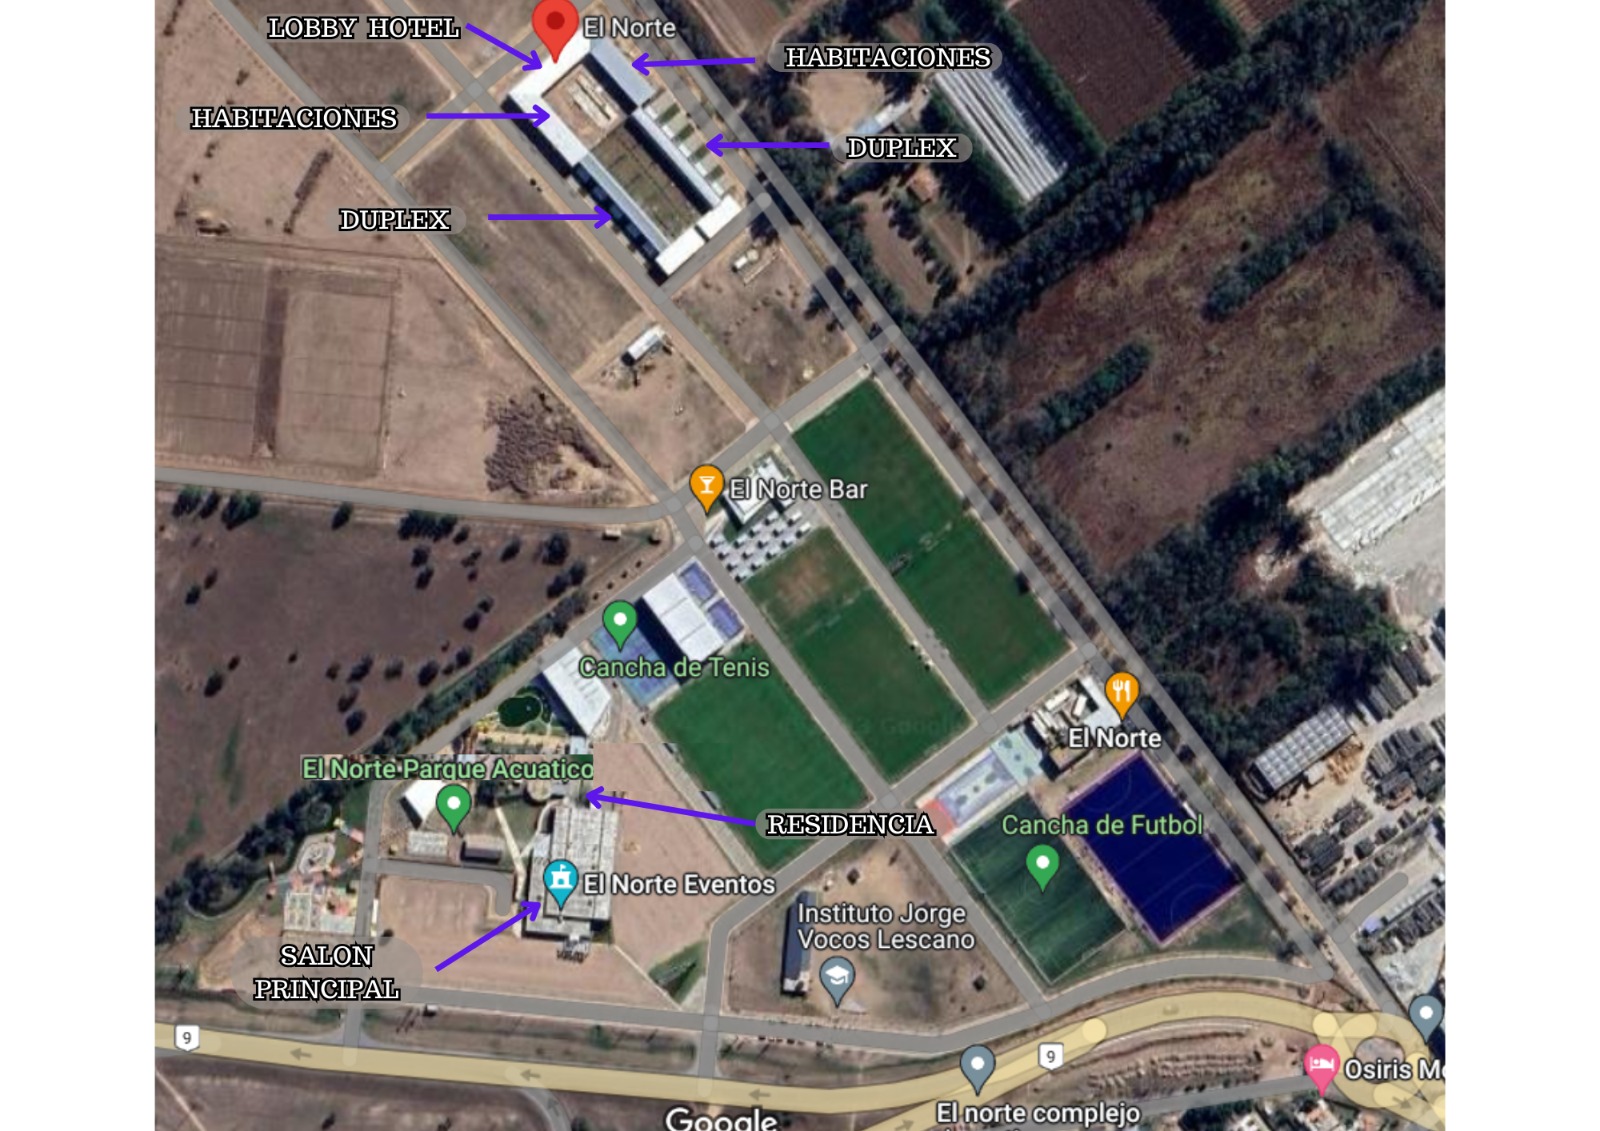 LOBBY HOTEL
El Norte
HABITACIONES
HABITACIONES
DUPLEX
DUPLEX
El Norte Bar
Cancha de Tenis
El Norte
El Norte Parque Acuatico
RESIDENCIA
Cancha de Futbol
El Norte Eventos
Instituto Jorge
Vocos Lescano
SALON
PRINCIPAL
9
9
Osiris Mo
El norte complejo
Google